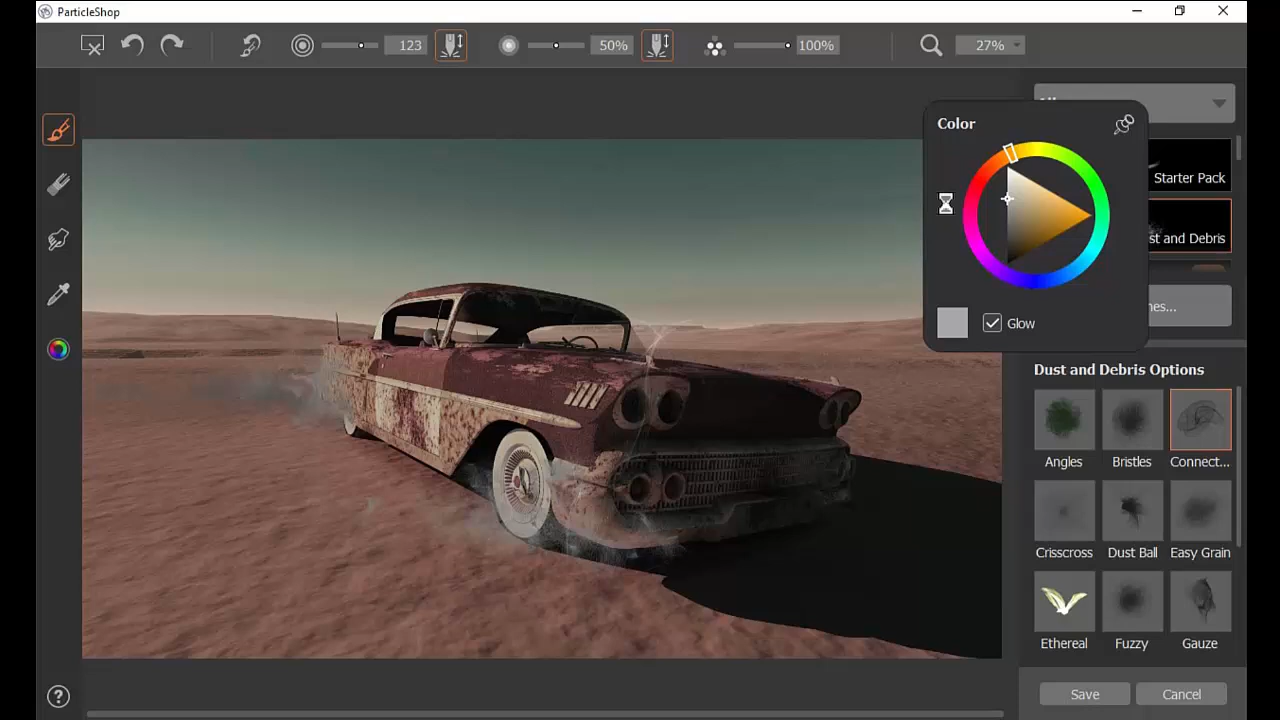 ParticleShop
123
50%
100%
27%
Color
Starter Pack
st and Debris
nes...
Glow
Dust and Debris Options
Angles
Bristles
Connect...
Crisscross
Dust Ball
Easy Grain
Ethereal
Fuzzy
Gauze
Save
Cancel